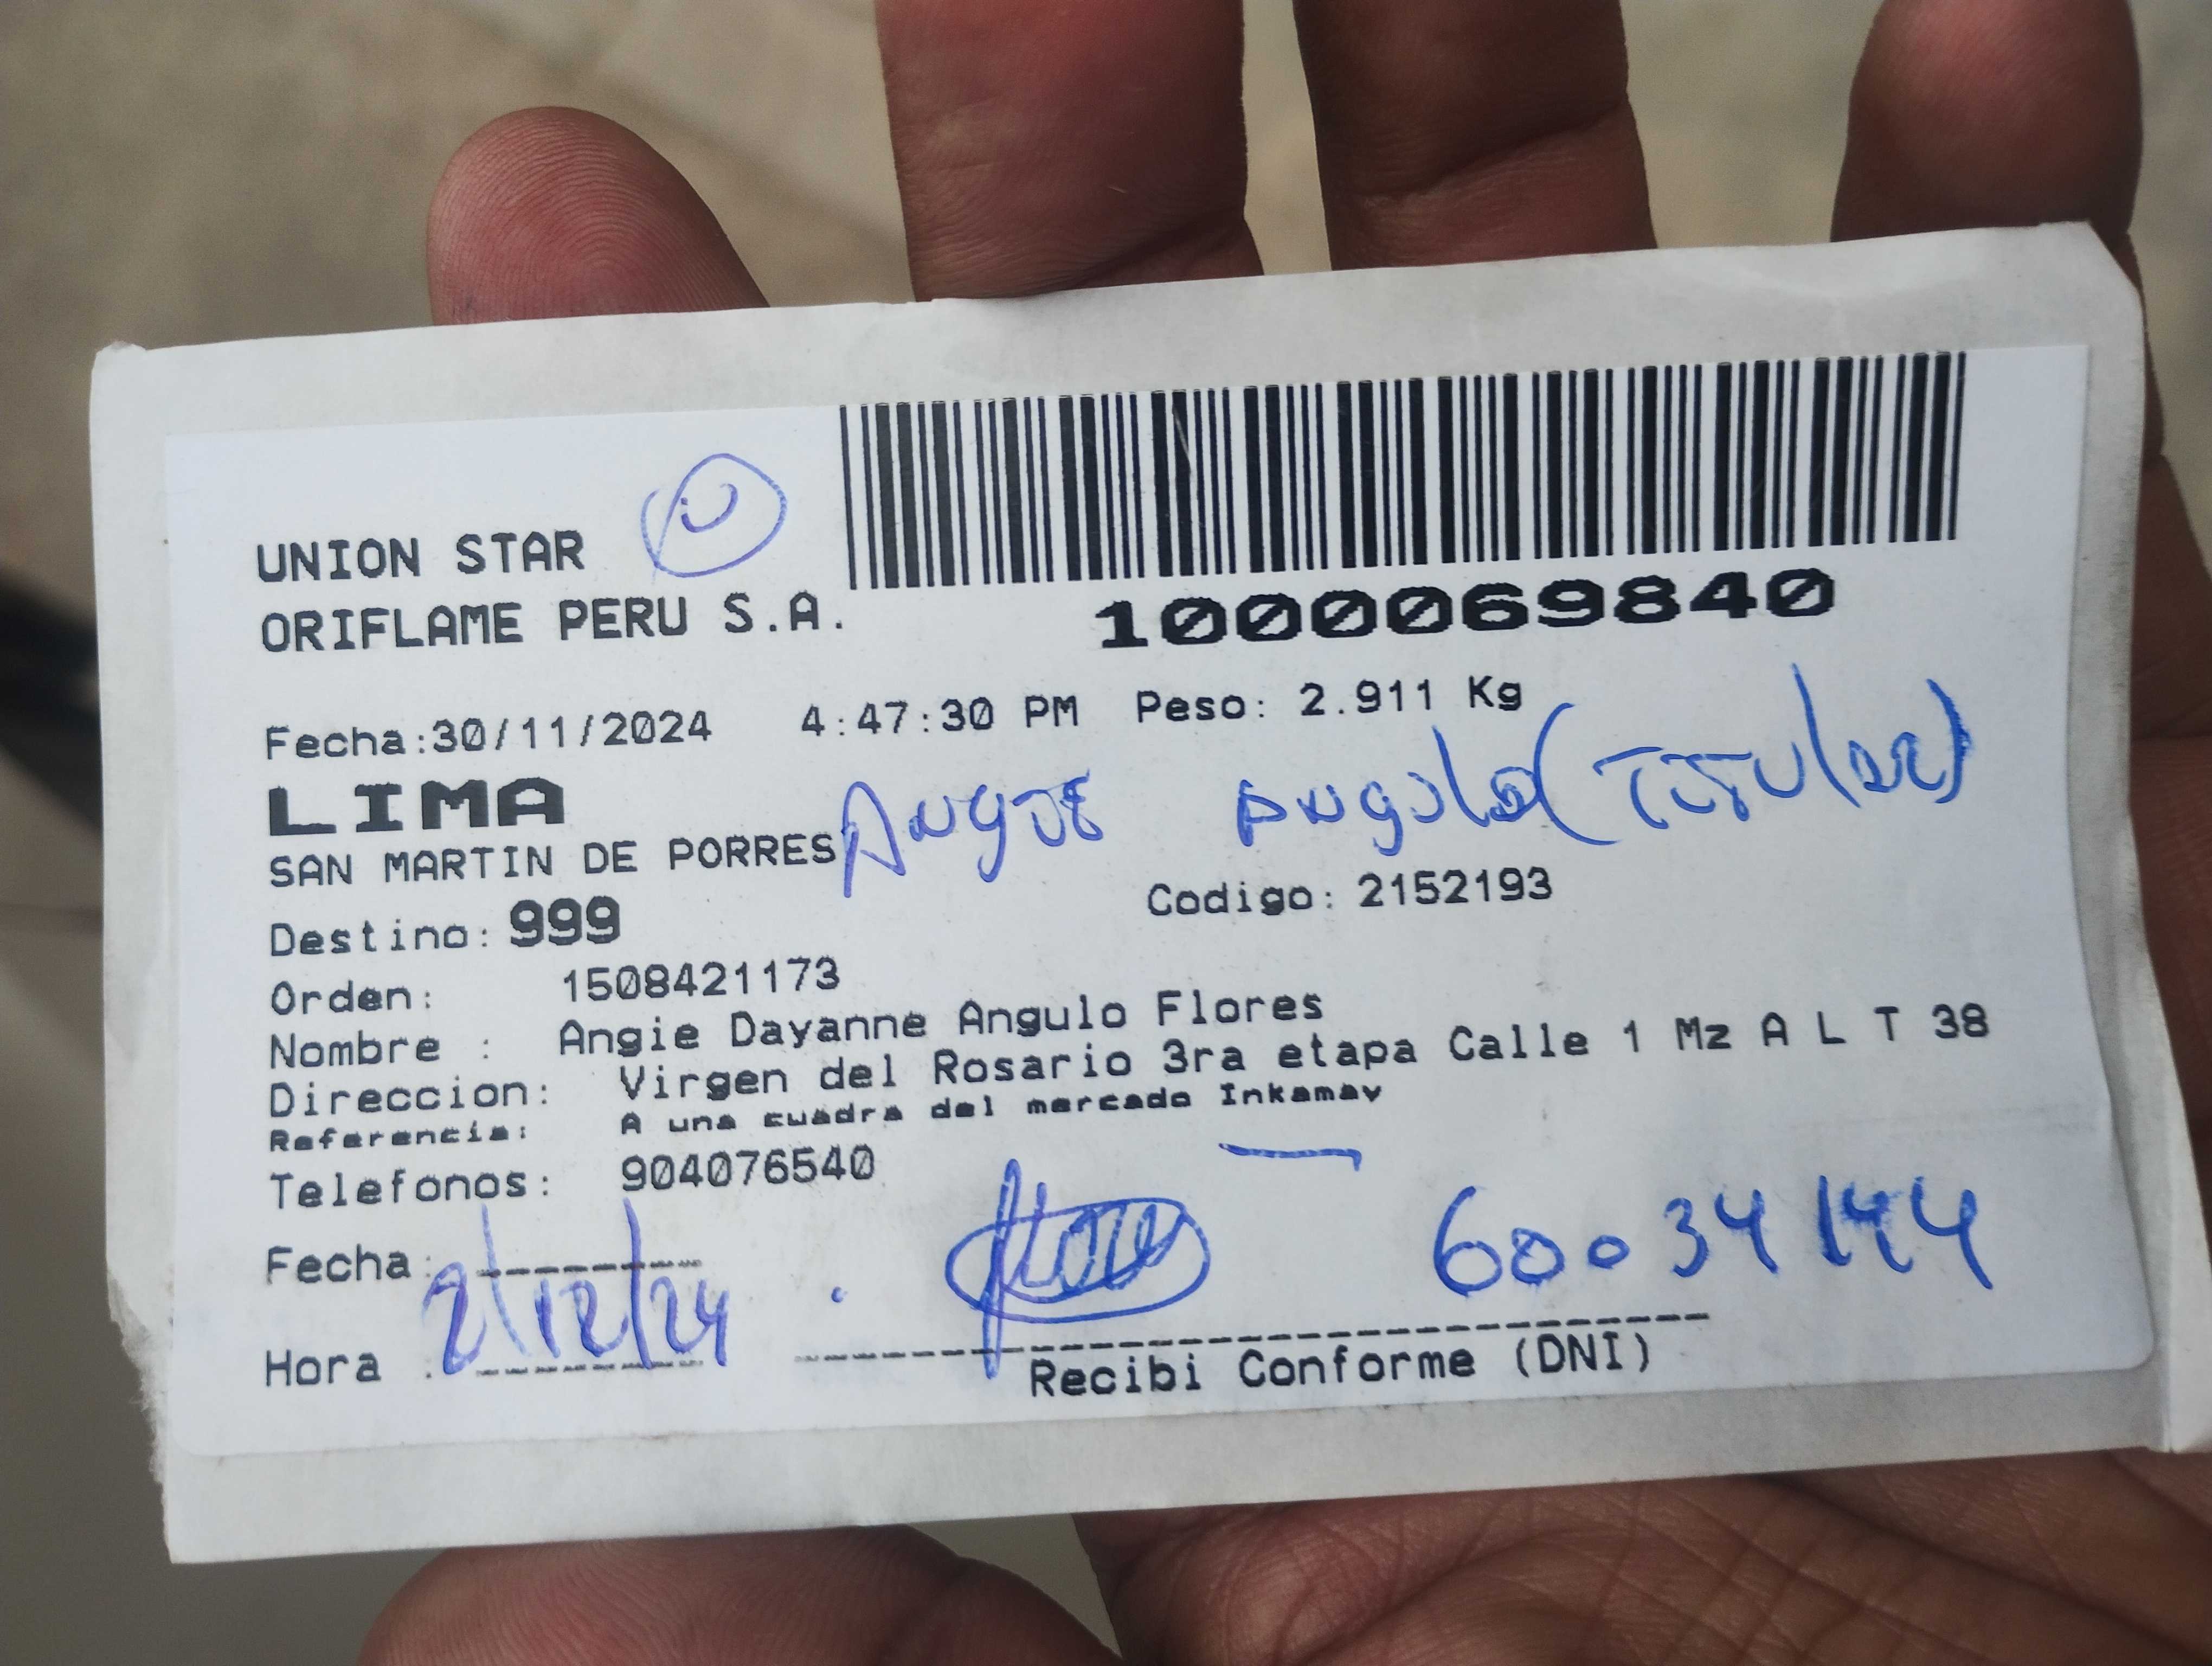 UNION STAR
ORIFLAME PERU S.A.
1000069840
Fecha:30/11/2024 4:47:30 PM Peso: 2.911 Kg
LIMA
Angie Angulo (Titular)
SAN MARTIN DE PORRES
Destino: 999 Codigo: 2152193
Orden: 1508421173
Nombre : Angie Dayanne Angulo Flores
Direccion: Virgen del Rosario 3ra etapa Calle 1 Mz A L T 38
Referencia: A una cuadra del mercado Inkamay
Telefonos: 904076540
Fecha: 2/12/24
Hora :
Recibi Conforme (DNI)